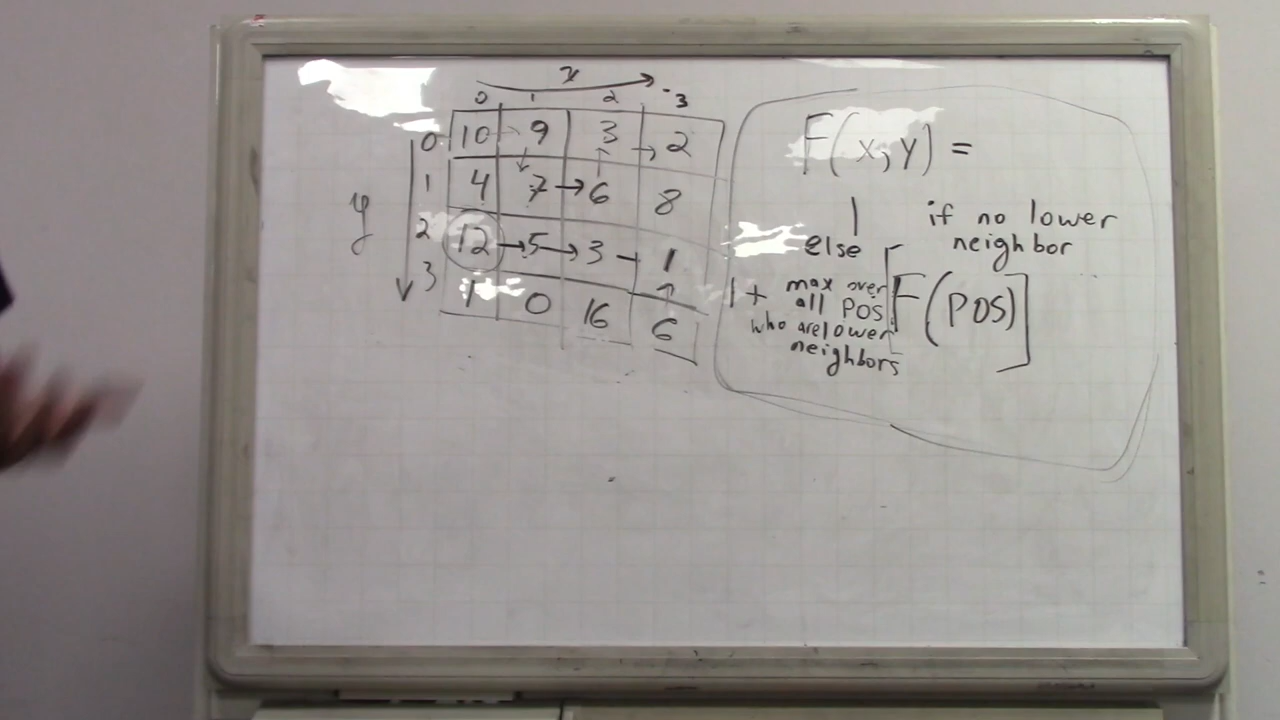 x
0 1 2 3
y
0 10 9 3 2
1 4 7 6 8
2 12 5 3 1
3 1 0 16 6
F(x,y) =
1 if no lower
neighbor
else
1+ max over
all pos
who are lower
neighbors
[F(pos)]